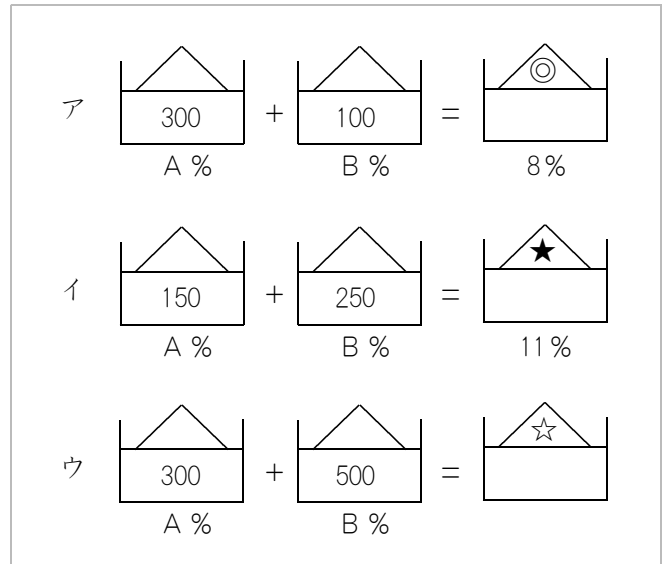 ◎
ア 300 + 100 =
A % B % 8%
★
イ 150 + 250 =
A % B % 11%
☆
ウ 300 + 500 =
A % B %